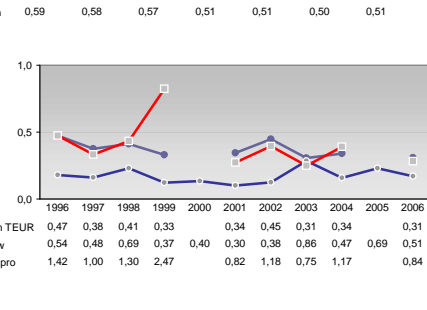 0,59 0,58 0,57 0,51 0,51 0,50 0,51
1,0
0,5
0,0
1996 1997 1998 1999 2000 2001 2002 2003 2004 2005 2006
TEUR 0,47 0,38 0,41 0,33 0,34 0,45 0,31 0,34 0,31
0,54 0,48 0,69 0,37 0,40 0,30 0,38 0,86 0,47 0,69 0,51
pro 1,42 1,00 1,30 2,47 0,82 1,18 0,75 1,17 0,84